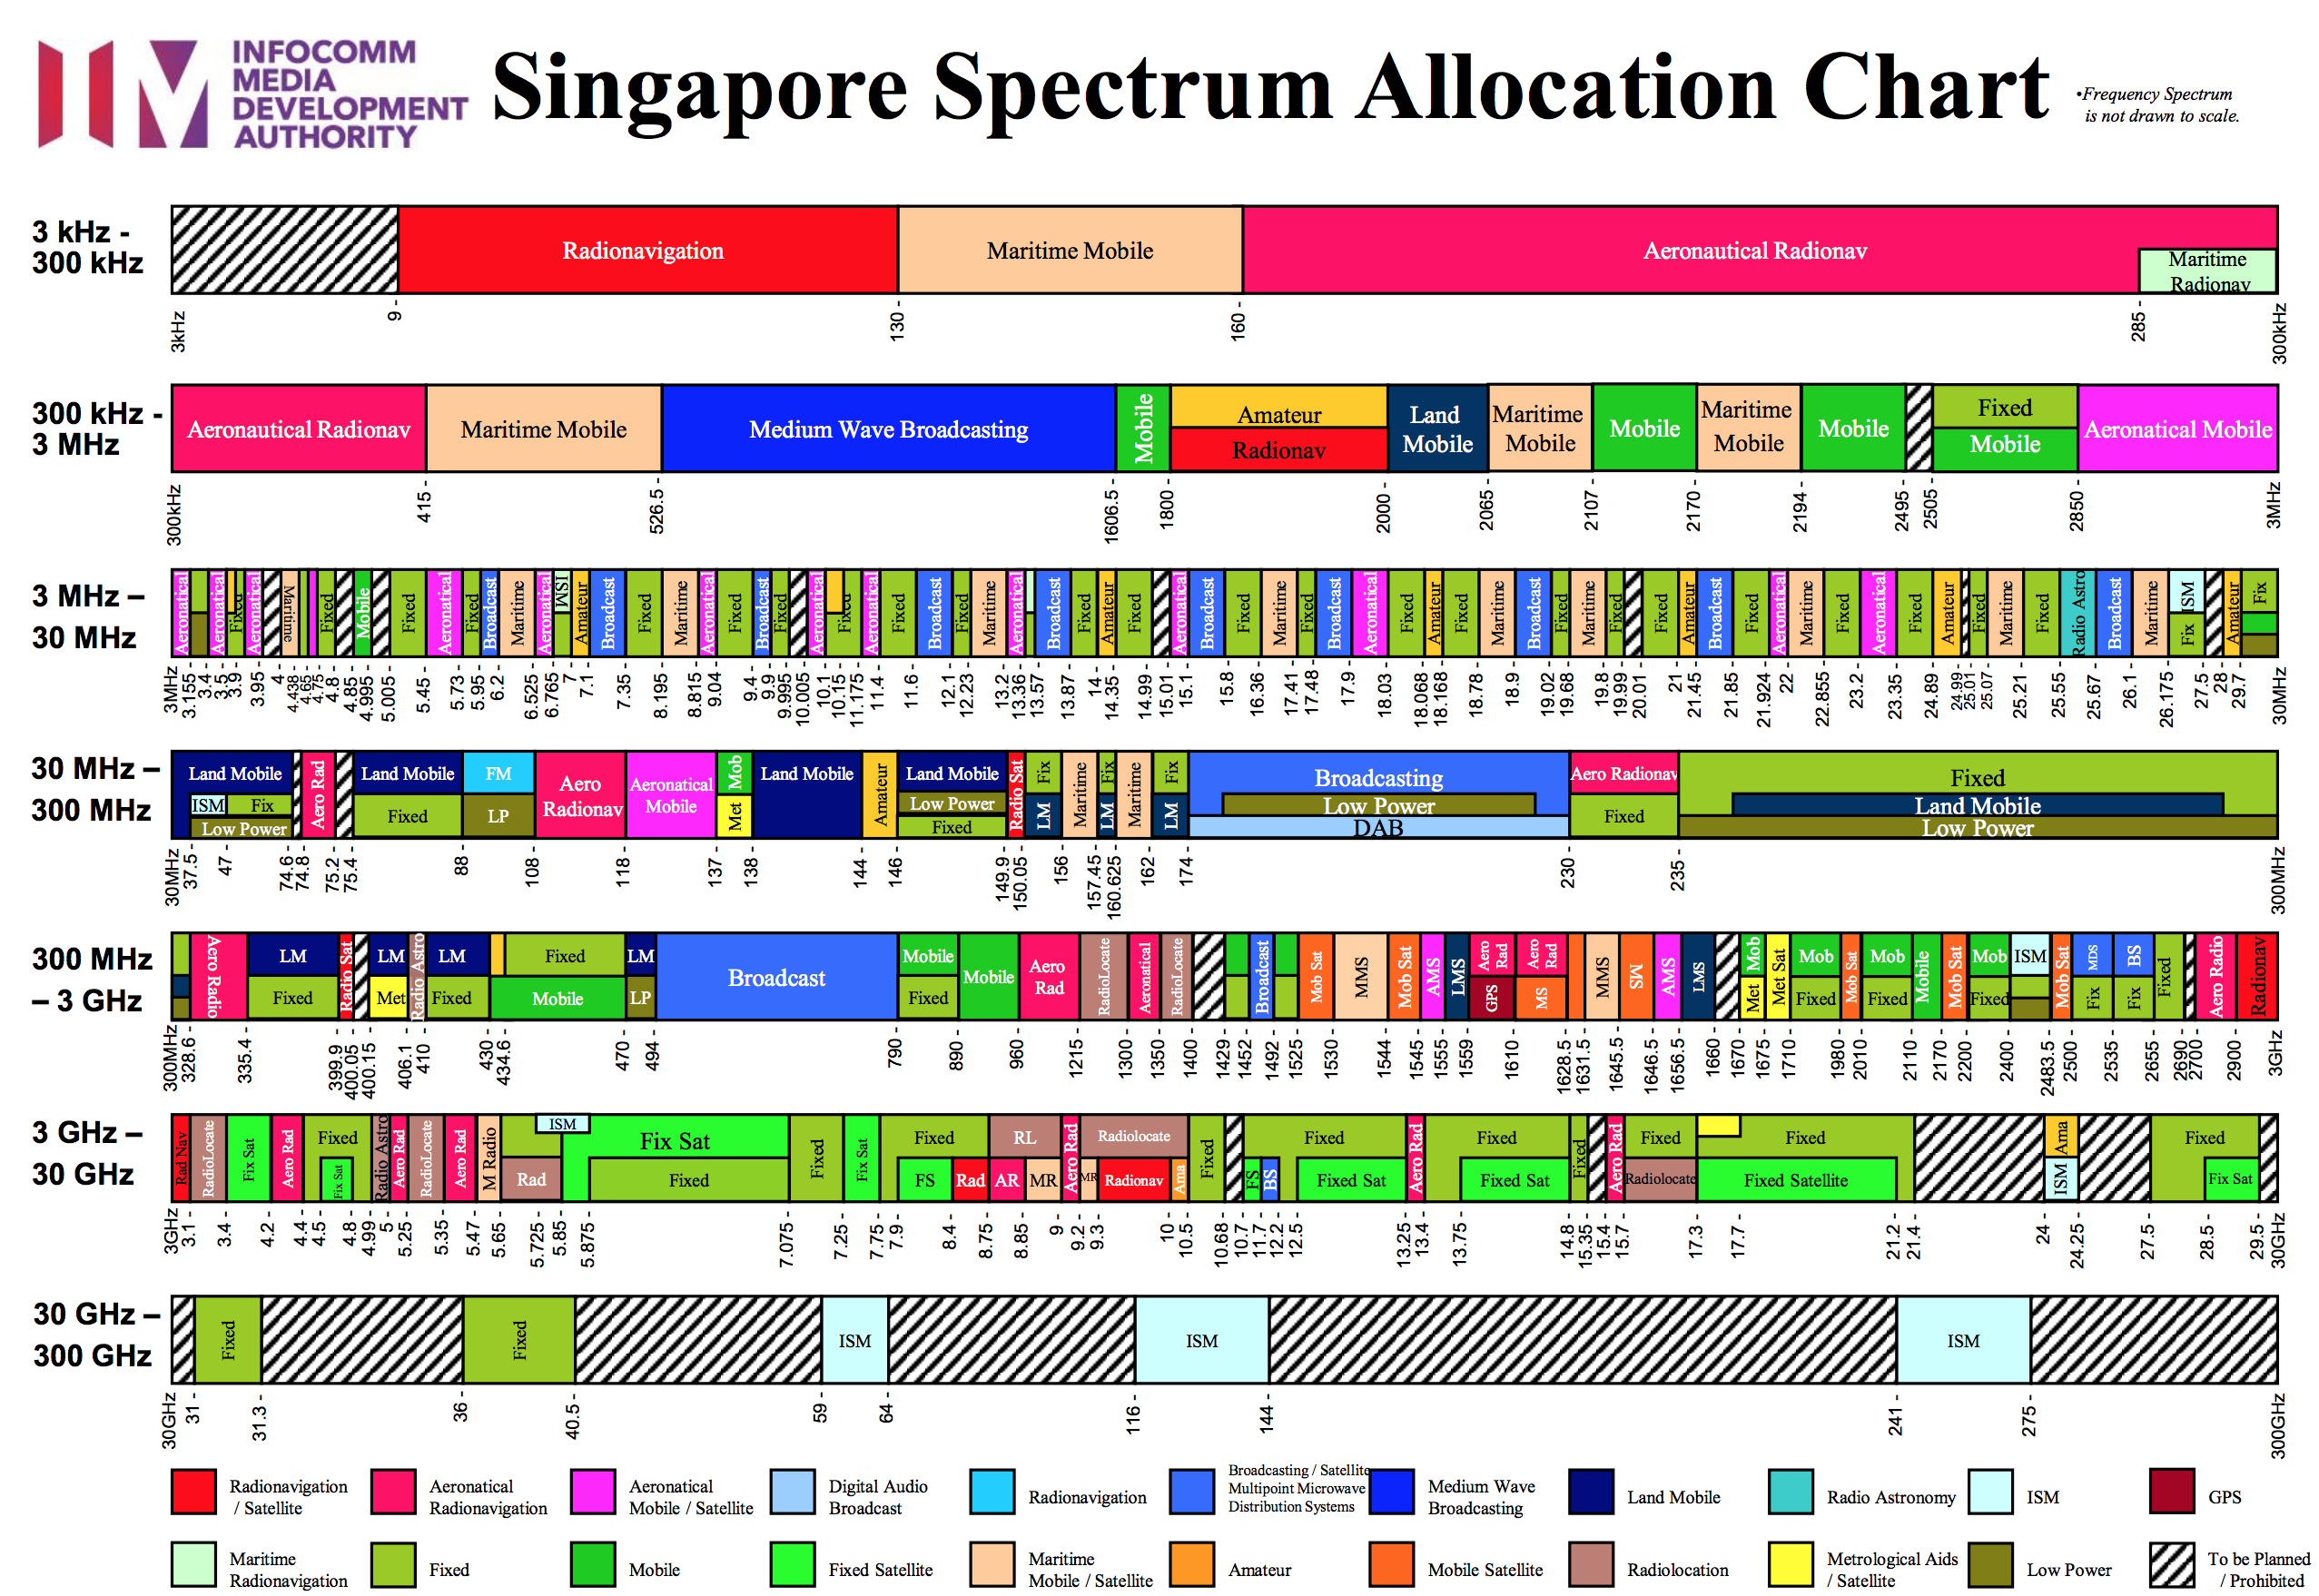 INFOCOMM
MEDIA
DEVELOPMENT
AUTHORITY
Singapore Spectrum Allocation Chart
•Frequency Spectrum
is not drawn to scale.
3 kHz -
300 kHz
Radionavigation
Maritime Mobile
Aeronautical Radionav
Maritime
Radionav
3kHz 9 130 160 285 300kHz
300 kHz -
3 MHz
Aeronautical Radionav
Maritime Mobile
Medium Wave Broadcasting
Mobile
Amateur
Radionav
Land
Mobile
Maritime
Mobile
Mobile
Maritime
Mobile
Mobile
Fixed
Mobile
Aeronatical Mobile
300kHz 415 526.5 1606.5 1800 2000 2065 2107 2170 2194 2495 2505 2850 3MHz
3 MHz –
30 MHz
Aeronatical Aeronatical Fixed Aeronatical Maritime Fixed Mobile Fixed Aeronatical Fixed Broadcast Maritime Aeronatical ISM Amateur Broadcast Fixed Maritime Aeronatical Fixed Broadcast Fixed Aeronatical Fixed Aeronatical Fixed Broadcast Fixed Maritime Aeronatical Broadcast Fixed Amateur Fixed Aeronatical Broadcast Fixed Maritime Fixed Broadcast Aeronatical Fixed Amateur Fixed Maritime Broadcast Fixed Maritime Fixed Fixed Amateur Broadcast Fixed Aeronatical Maritime Fixed Aeronatical Fixed Amateur Fixed Maritime Fixed Radio Astro Broadcast Maritime ISM Fix Amateur Fix
3MHz 3.155 3.4 3.5 3.9 3.95 4 4.438 4.65 4.75 4.8 4.85 4.995 5.005 5.45 5.73 5.95 6.2 6.525 6.765 7 7.1 7.35 8.195 8.815 9.04 9.4 9.9 9.995 10.005 10.1 10.15 11.175 11.4 11.6 12.1 12.23 13.2 13.36 13.57 13.87 14 14.35 14.99 15.01 15.1 15.8 16.36 17.41 17.48 17.9 18.03 18.068 18.168 18.78 18.9 19.02 19.68 19.8 19.99 20.01 21 21.45 21.85 21.924 22 22.855 23.2 23.35 24.89 24.99 25.01 25.07 25.21 25.55 25.67 26.1 26.175 27.5 28 29.7 30MHz
30 MHz –
300 MHz
Land Mobile
ISM Fix
Low Power
Aero Rad
Land Mobile
Fixed
FM
LP
Aero
Radionav
Aeronatical
Mobile
Mob
Met
Land Mobile
Amateur
Land Mobile
Low Power
Fixed
Radio Sat
Fix
LM
Maritime
Fix
LM
Maritime
Fix
LM
Broadcasting
Low Power
DAB
Aero Radionav
Fixed
Fixed
Land Mobile
Low Power
30MHz 37.5 47 74.6 74.8 75.2 75.4 88 108 118 137 138 144 146 149.9 150.05 156 157.45 160.625 162 174 230 235 300MHz
300 MHz
– 3 GHz
Aero Radio
LM
Fixed
Radio Sat
LM
Met
Radio Astro
LM
Fixed
Fixed
Mobile
LM
LP
Broadcast
Mobile
Fixed
Mobile
Aero
Rad
RadioLocate
Aeronatical
RadioLocate
Broadcast
Mob Sat
MMS
Mob Sat
AMS
LMS
Aero
Rad
GPS
Aero
Rad
MS
MMS
MS
AMS
LMS
Mob
Met
Met Sat
Mob
Fixed
Mob Sat
Mob
Fixed
Mobile
Mob Sat
Mob
Fixed
ISM
Mob Sat
MDS
Fix
BS
Fix
Fixed
Aero Radio
Radionav
300MHz 328.6 335.4 399.9 400.05 400.15 406.1 410 430 434.6 470 494 790 890 960 1215 1300 1350 1400 1429 1452 1492 1525 1530 1544 1545 1555 1559 1610 1628.5 1631.5 1645.5 1646.5 1656.5 1660 1670 1675 1710 1980 2010 2110 2170 2200 2400 2483.5 2500 2535 2655 2690 2700 2900 3GHz
3 GHz –
30 GHz
Rad Nav
RadioLocate
Fix Sat
Aero Rad
Fixed
Fix Sat
Radio Astro
Aero Rad
RadioLocate
Aero Rad
M Radio
Rad
ISM
Fix Sat
Fixed
Fixed
Fix Sat
Fixed
FS
Rad
RL
AR
MR
Aero Rad
Radiolocate
MR
Radionav
Ama
Fixed
Fixed
FS
BS
Fixed Sat
Aero Rad
Fixed
Fixed Sat
Fixed
Aero Rad
Fixed
Radiolocate
Fixed
Fixed Satellite
Ama
ISM
Fixed
Fix Sat
3GHz 3.1 3.4 4.2 4.4 4.5 4.8 4.99 5 5.25 5.35 5.47 5.65 5.725 5.85 5.875 7.075 7.25 7.75 7.9 8.4 8.75 8.85 9 9.2 9.3 10 10.5 10.68 10.7 11.7 12.2 12.5 13.25 13.4 13.75 14.8 15.35 15.4 15.7 17.3 17.7 21.2 21.4 24 24.25 27.5 28.5 29.5 30GHz
30 GHz –
300 GHz
Fixed
Fixed
ISM
ISM
ISM
30GHz 31 31.3 36 40.5 59 64 116 144 241 275 300GHz
Radionavigation
/ Satellite
Aeronatical
Radionavigation
Aeronatical
Mobile / Satellite
Digital Audio
Broadcast
Radionavigation
Broadcasting / Satellite
Multipoint Microwave
Distribution Systems
Medium Wave
Broadcasting
Land Mobile
Radio Astronomy
ISM
GPS
Maritime
Radionavigation
Fixed
Mobile
Fixed Satellite
Maritime
Mobile / Satellite
Amateur
Mobile Satellite
Radiolocation
Metrological Aids
/ Satellite
Low Power
To be Planned
/ Prohibited